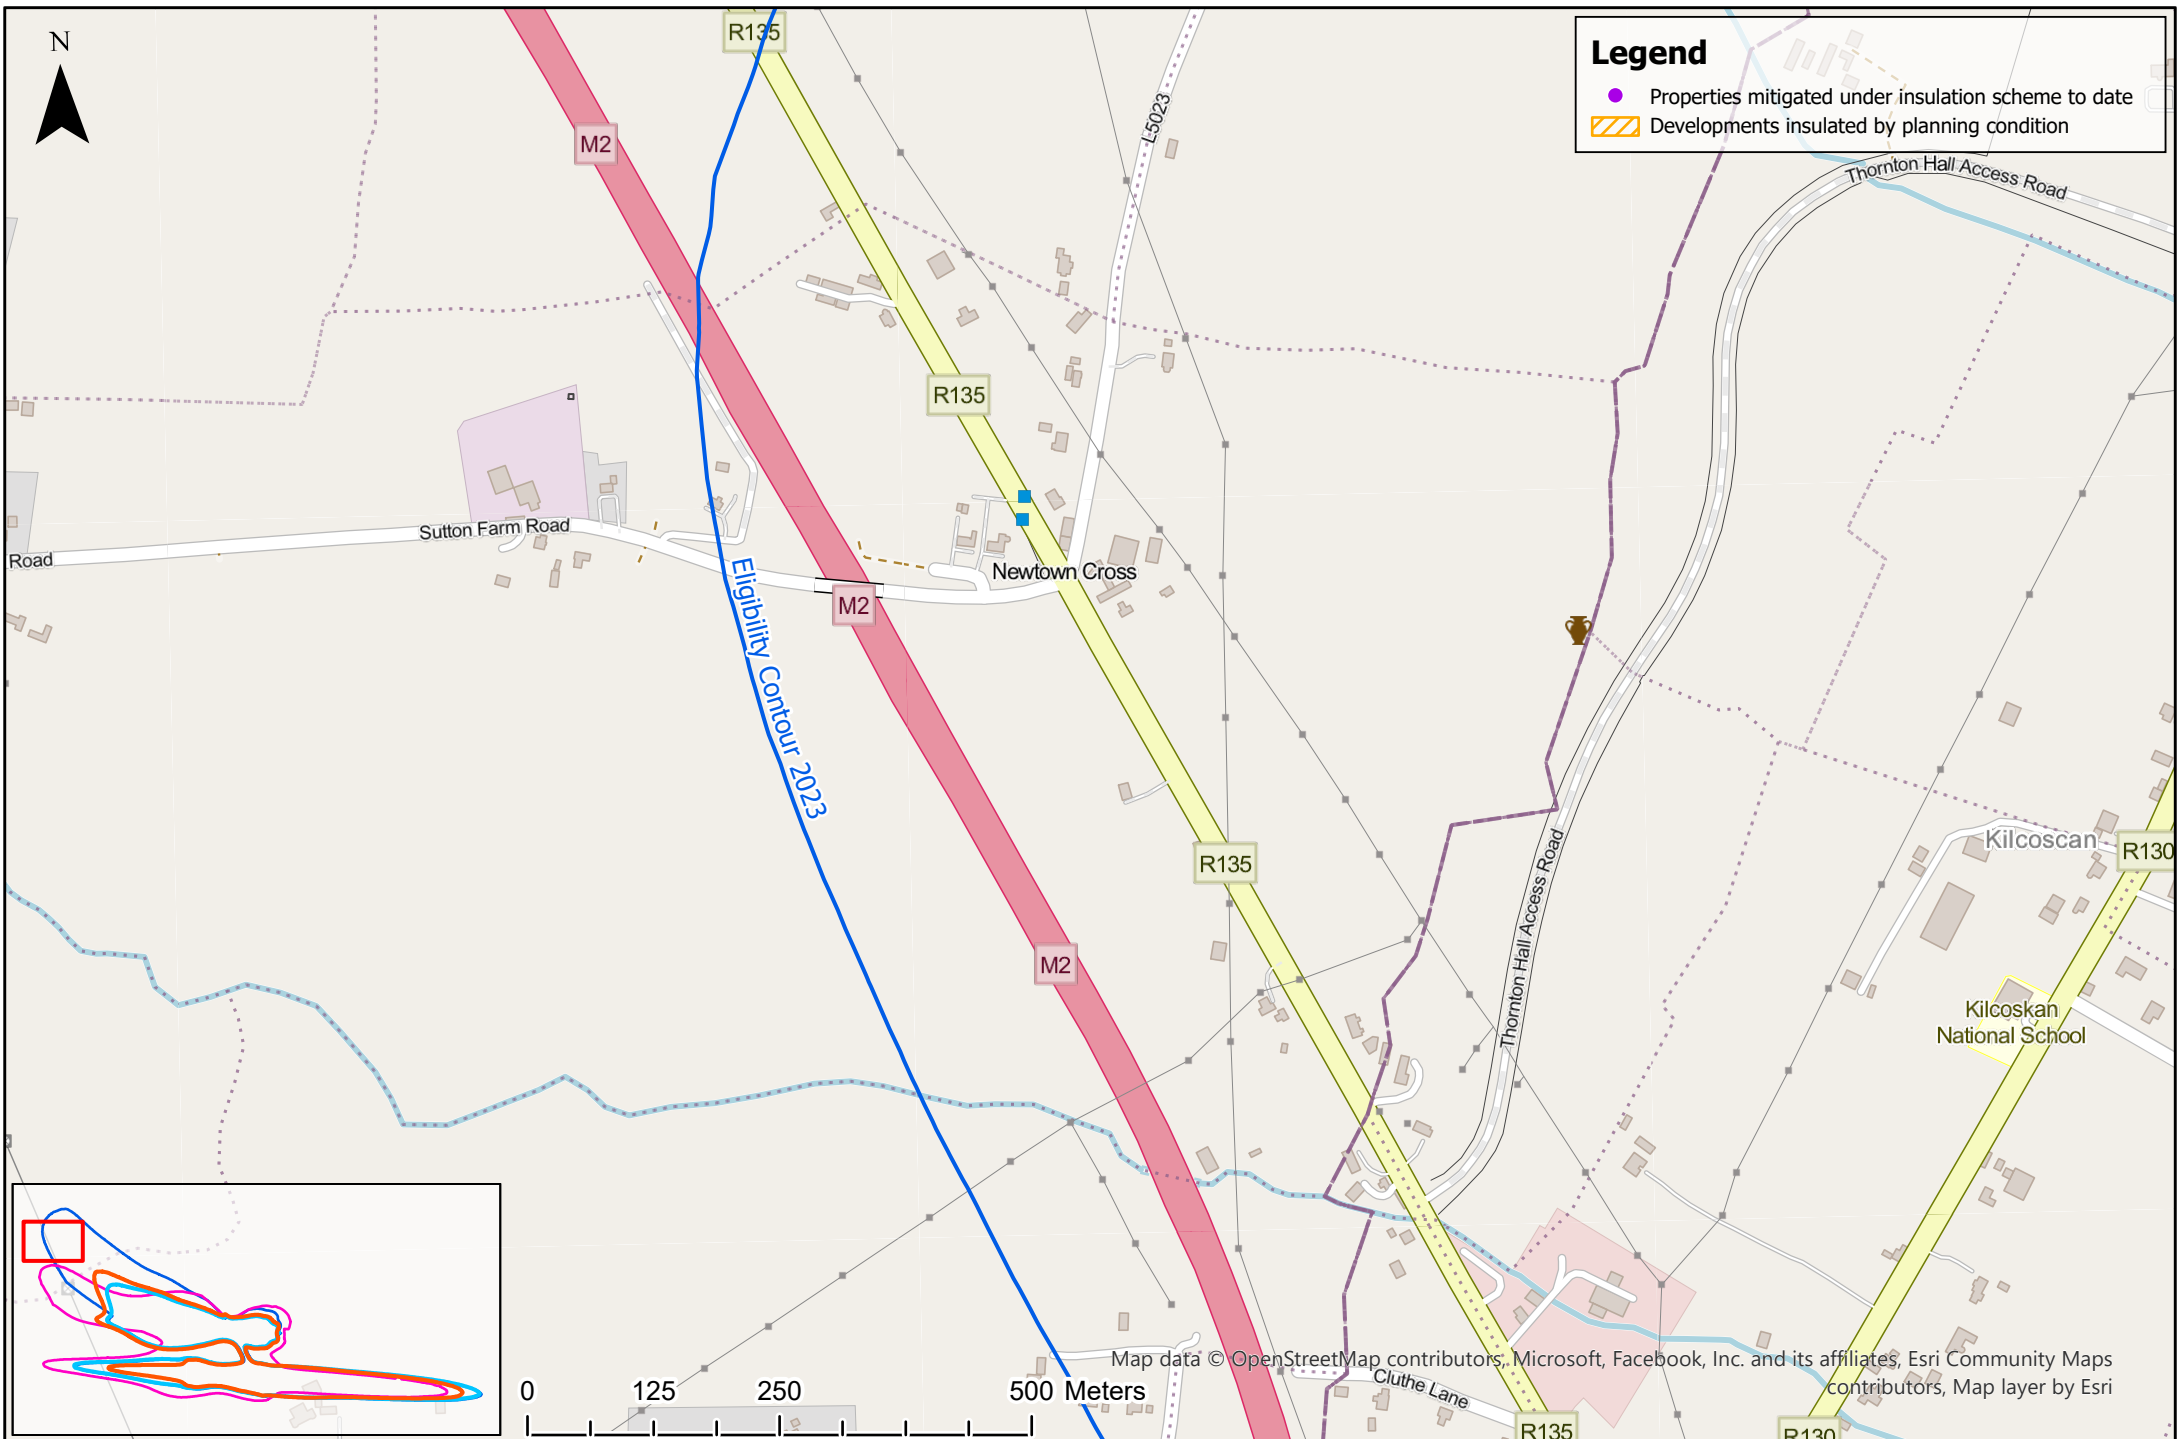 N
R135
Legend
Properties mitigated under insulation scheme to date
Developments insulated by planning condition
M2
L5023
Thornton Hall Access Road
R135
Sutton Farm Road
Road
Newtown Cross
M2
Eligibility Contour 2023
R135
Thornton Hall Access Road
Kilcoscan
R130
M2
Kilcoskan
National School
Map data © OpenStreetMap contributors, Microsoft, Facebook, Inc. and its affiliates, Esri Community Maps
contributors, Map layer by Esri
Cluthe Lane
0 125 250 500 Meters
R135
R130